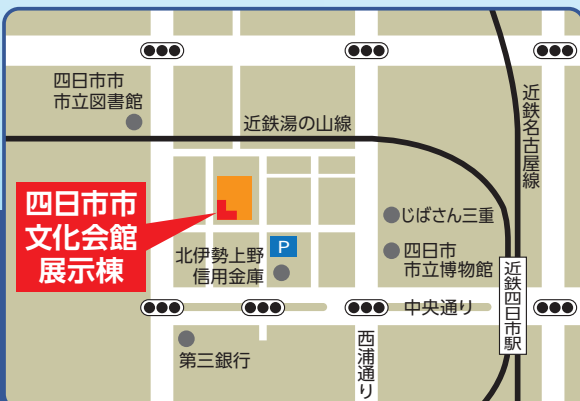 四日市市
市立図書館
近鉄湯の山線
近鉄名古屋線
四日市市
文化会館
展示棟
じばさん三重
P
北伊勢上野
信用金庫
四日市
市立博物館
近鉄四日市駅
中央通り
第三銀行
西浦通り